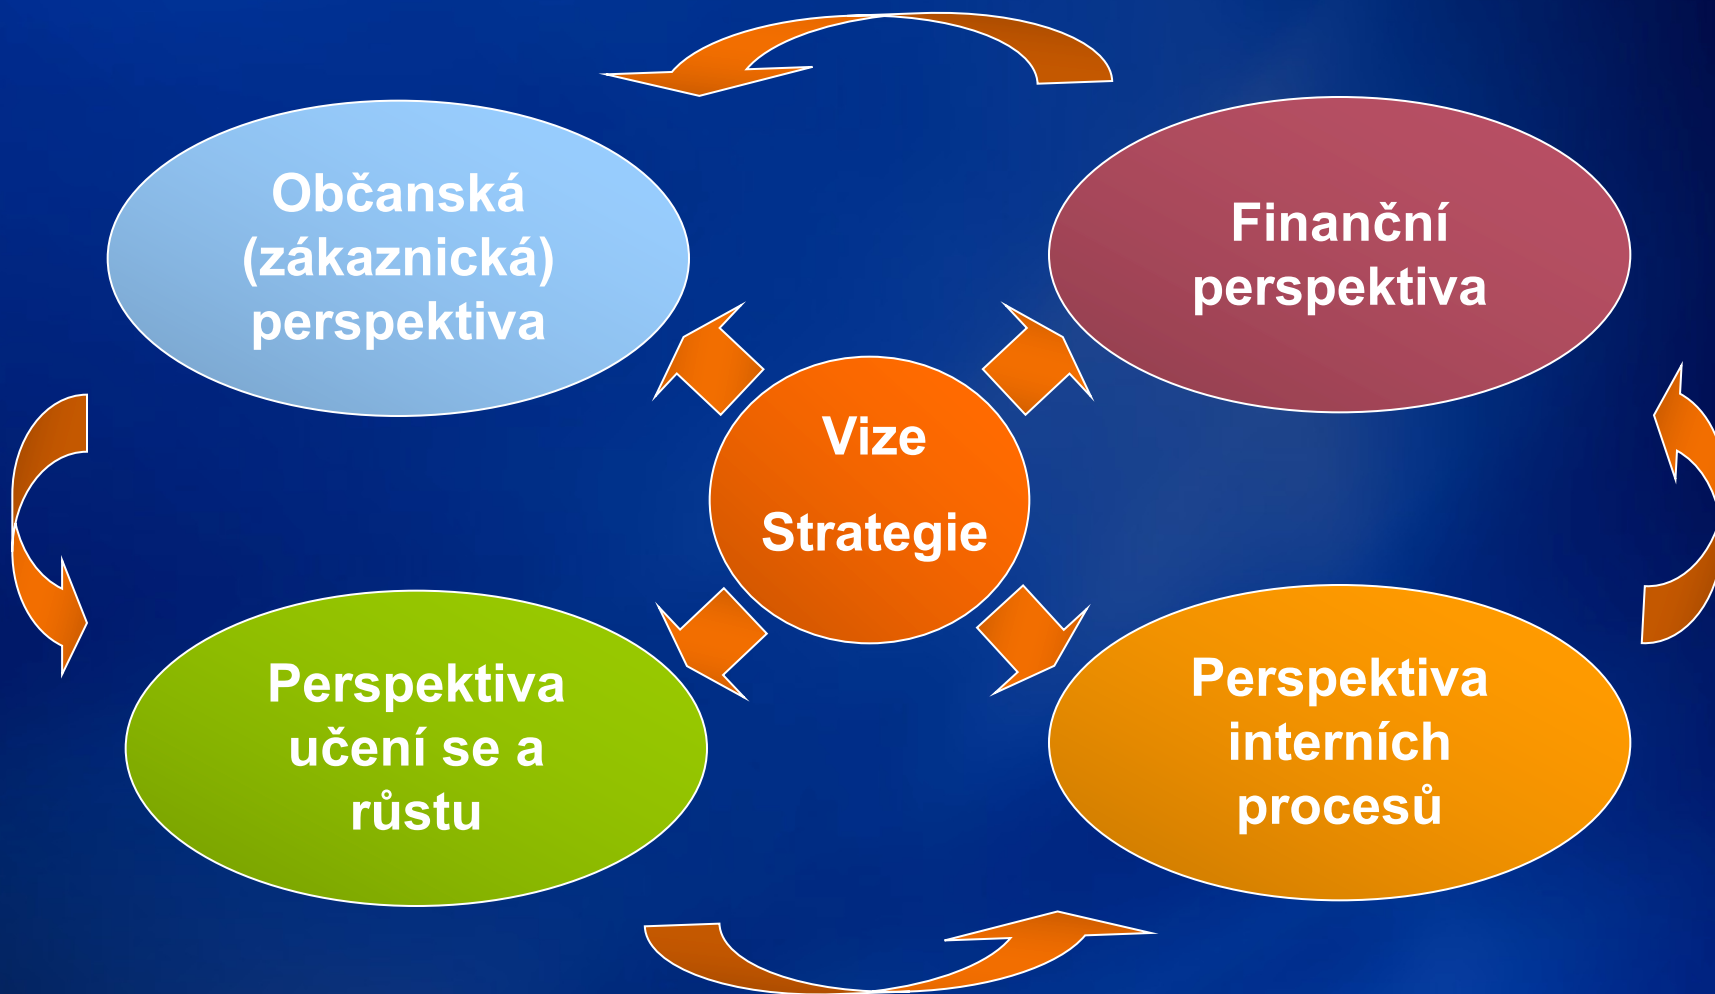 Občanská
(zákaznická)
perspektiva
Finanční
perspektiva
Vize
Strategie
Perspektiva
učení se a
růstu
Perspektiva
interních
procesů